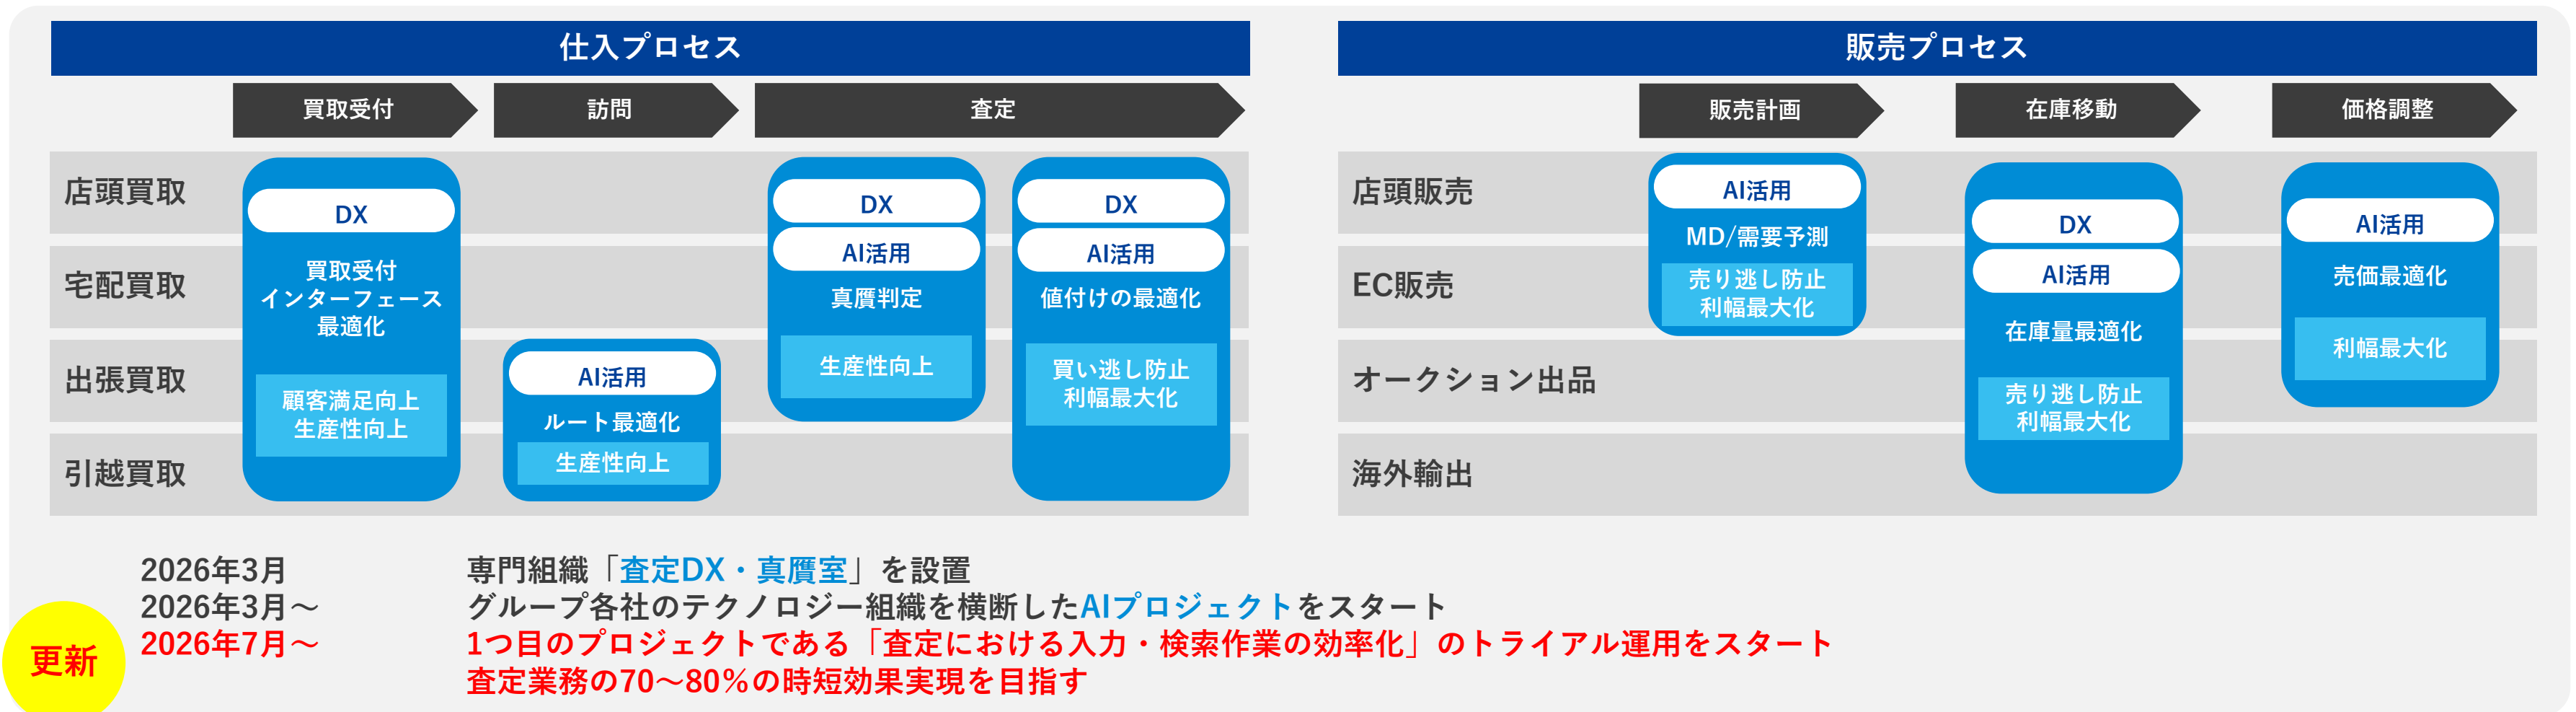 仕入プロセス
買取受付
訪問
査定
店頭買取
宅配買取
出張買取
引越買取
DX
買取受付
インターフェース
最適化
顧客満足向上
生産性向上
AI活用
ルート最適化
生産性向上
DX
AI活用
真贋判定
生産性向上
DX
AI活用
値付けの最適化
買い逃し防止
利幅最大化
販売プロセス
販売計画
在庫移動
価格調整
店頭販売
EC販売
オークション出品
海外輸出
AI活用
MD/需要予測
売り逃し防止
利幅最大化
DX
AI活用
在庫量最適化
売り逃し防止
利幅最大化
AI活用
売価最適化
利幅最大化
2026年3月 専門組織「査定DX・真贋室」を設置
2026年3月～ グループ各社のテクノロジー組織を横断したAIプロジェクトをスタート
更新
2026年7月～ 1つ目のプロジェクトである「査定における入力・検索作業の効率化」のトライアル運用をスタート
査定業務の70～80%の時短効果実現を目指す